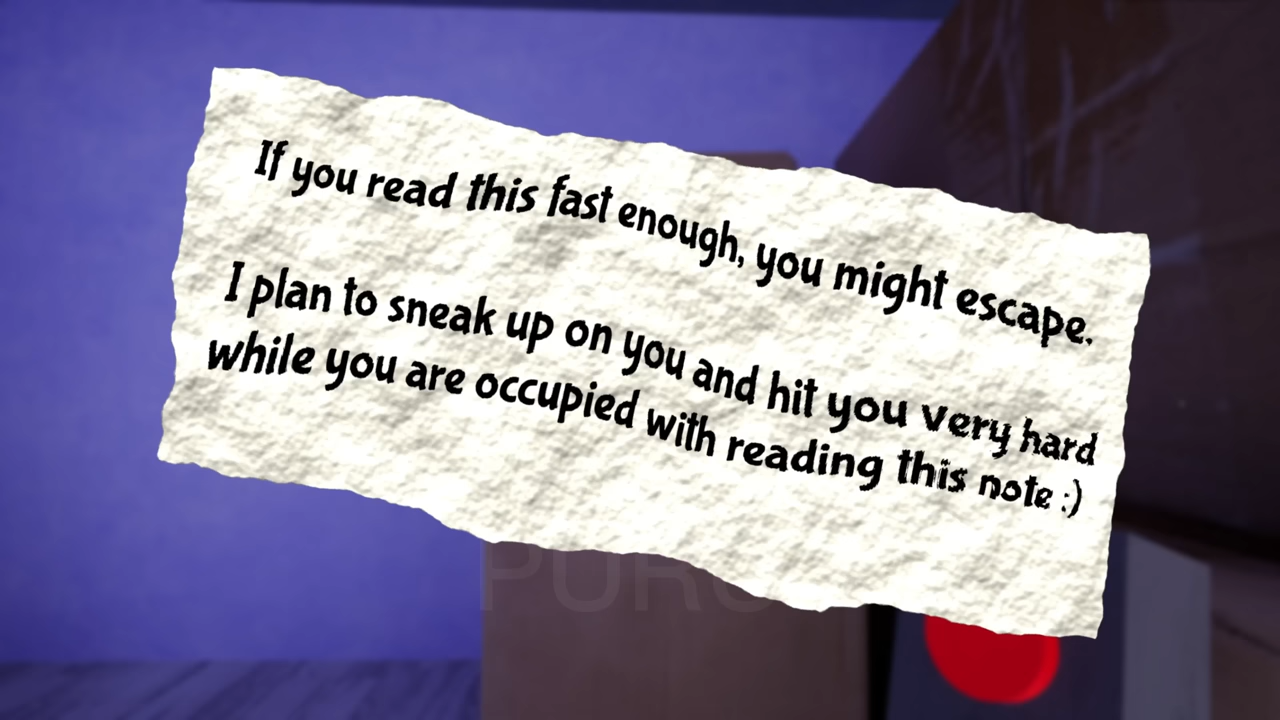 If you read this fast enough, you might escape.
I plan to sneak up on you and hit you very hard
while you are occupied with reading this note :)